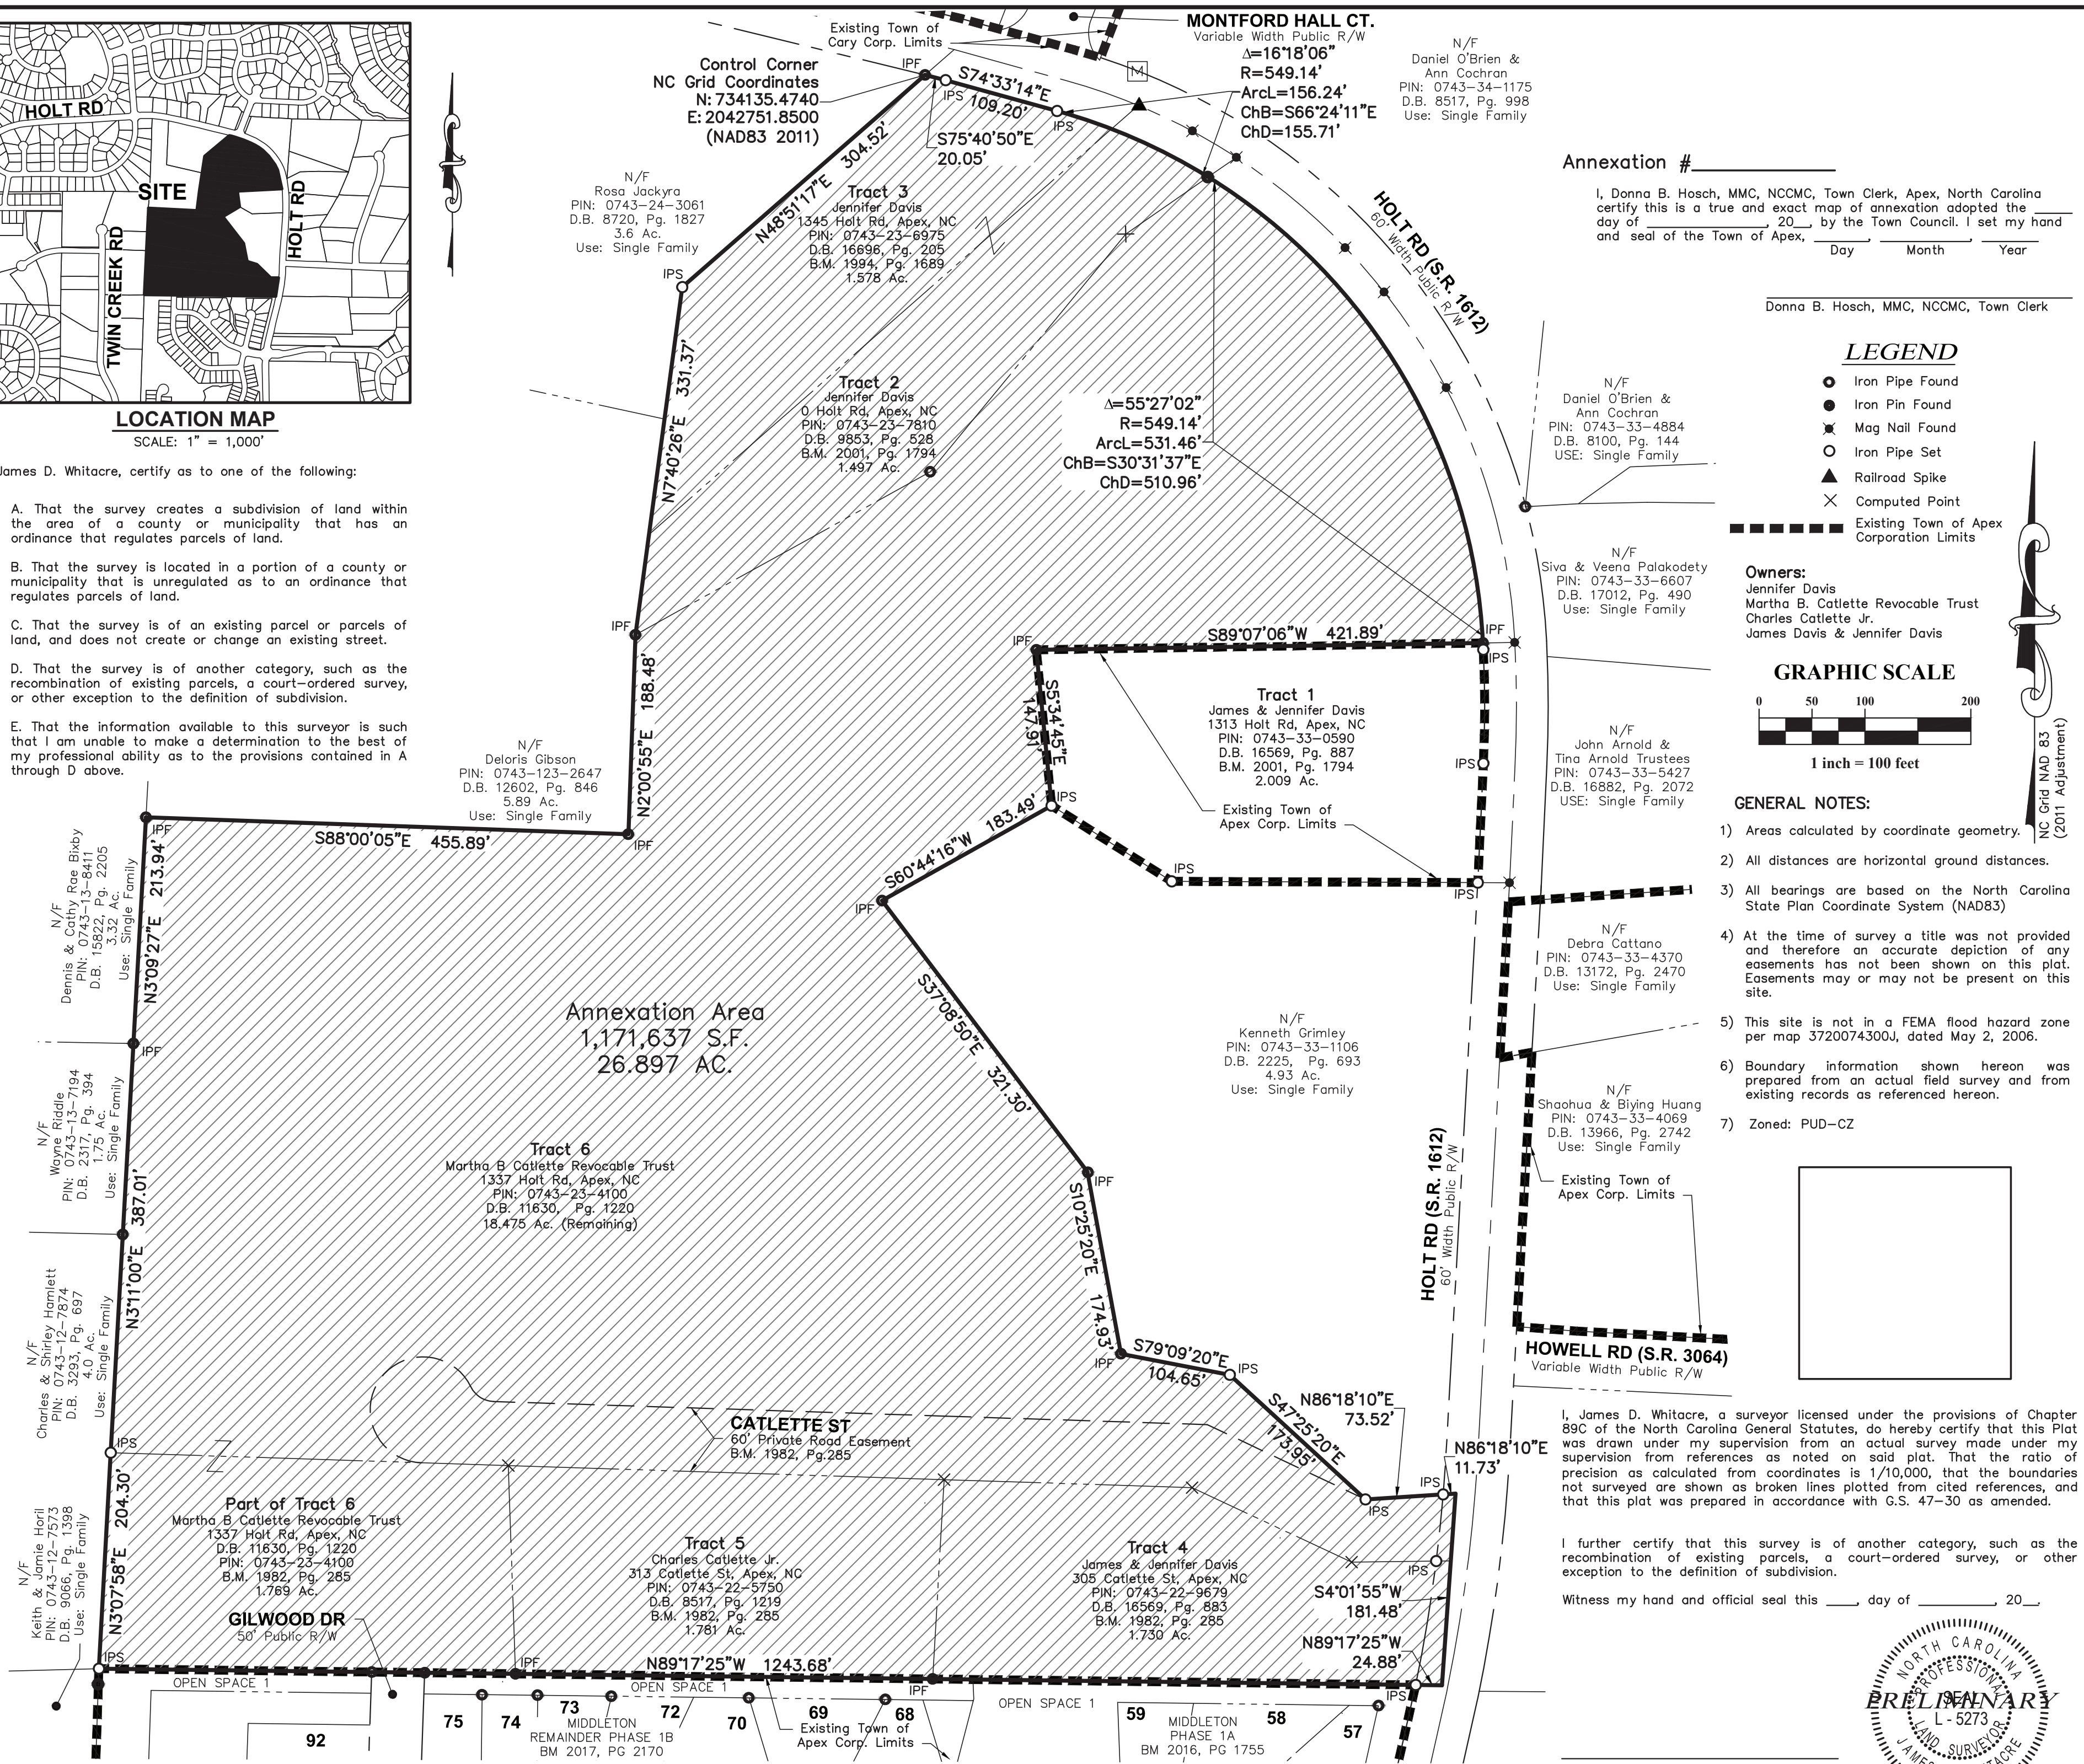 HOLT RD
SITE
HOLT RD
TWIN CREEK RD
LOCATION MAP
SCALE: 1" = 1,000'
James D. Whitacre, certify as to one of the following:
A. That the survey creates a subdivision of land within
the area of a county or municipality that has an
ordinance that regulates parcels of land.
B. That the survey is located in a portion of a county or
municipality that is unregulated as to an ordinance that
regulates parcels of land.
C. That the survey is of an existing parcel or parcels of
land, and does not create or change an existing street.
D. That the survey is of another category, such as the
recombination of existing parcels, a court-ordered survey,
or other exception to the definition of subdivision.
E. That the information available to this surveyor is such
that I am unable to make a determination to the best of
my professional ability as to the provisions contained in A
through D above.
Existing Town of
Cary Corp. Limits
MONTFORD HALL CT.
Variable Width Public R/W
Control Corner
NC Grid Coordinates
N: 734135.4740
E: 2042751.8500
(NAD83 2011)
IPF
S74°33'14"E
109.20'
IPS
IPS
S75°40'50"E
20.05'
M
Δ=16°18'06"
R=549.14'
ArcL=156.24'
ChB=S66°24'11"E
ChD=155.71'
N/F
Daniel O'Brien &
Ann Cochran
PIN: 0743-34-1175
D.B. 8517, Pg. 998
Use: Single Family
N/F
Rosa Jackyra
PIN: 0743-24-3061
D.B. 8720, Pg. 1827
3.6 Ac.
Use: Single Family
N48°51'17"E 304.52'
IPS
Tract 3
Jennifer Davis
1345 Holt Rd, Apex, NC
PIN: 0743-23-6975
D.B. 16696, Pg. 205
B.M. 1994, Pg. 1689
1.578 Ac.
HOLT RD (S.R. 1612)
60' Width Public R/W
N7°40'26"E 331.37'
Tract 2
Jennifer Davis
0 Holt Rd, Apex, NC
PIN: 0743-23-7810
D.B. 9853, Pg. 528
B.M. 2001, Pg. 1794
1.497 Ac.
Δ=55°27'02"
R=549.14'
ArcL=531.46'
ChB=S30°31'37"E
ChD=510.96'
N/F
Daniel O'Brien &
Ann Cochran
PIN: 0743-33-4884
D.B. 8100, Pg. 144
USE: Single Family
N/F
Siva & Veena Palakodety
PIN: 0743-33-6607
D.B. 17012, Pg. 490
Use: Single Family
IPF
N2°00'55"E 188.48'
IPF
S89°07'06"W 421.89'
IPF
IPS
S5°34'45"E
147.91'
Tract 1
James & Jennifer Davis
1313 Holt Rd, Apex, NC
PIN: 0743-33-0590
D.B. 16569, Pg. 887
B.M. 2001, Pg. 1794
2.009 Ac.
IPS
Existing Town of
Apex Corp. Limits
IPS
IPS
IPS
N/F
John Arnold &
Tina Arnold Trustees
PIN: 0743-33-5427
D.B. 16882, Pg. 2072
USE: Single Family
N/F
Deloris Gibson
PIN: 0743-123-2647
D.B. 12602, Pg. 846
5.89 Ac.
Use: Single Family
IPF
S88°00'05"E 455.89'
IPF
S60°44'16"W 183.49'
IPF
N/F
Dennis & Cathy Rae Bixby
PIN: 0743-13-8411
D.B. 15822, Pg. 2205
3.32 Ac.
Use: Single Family
N3°09'27"E 213.94'
IPF
S37°08'50"E 321.30'
N/F
Debra Cattano
PIN: 0743-33-4370
D.B. 13172, Pg. 2470
Use: Single Family
Annexation Area
1,171,637 S.F.
26.897 AC.
N/F
Kenneth Grimley
PIN: 0743-33-1106
D.B. 2225, Pg. 693
4.93 Ac.
Use: Single Family
N/F
Wayne Riddle
PIN: 0743-13-7194
D.B. 2317, Pg. 394
1.75 Ac.
Use: Single Family
N3°11'00"E 387.01'
Tract 6
Martha B Catlette Revocable Trust
1337 Holt Rd, Apex, NC
PIN: 0743-23-4100
D.B. 11630, Pg. 1220
18.475 Ac. (Remaining)
IPF
S10°25'20"E 174.93'
IPF
N/F
Shaohua & Biying Huang
PIN: 0743-33-4069
D.B. 13966, Pg. 2742
Use: Single Family
Existing Town of
Apex Corp. Limits
HOLT RD (S.R. 1612)
60' Width Public R/W
HOWELL RD (S.R. 3064)
Variable Width Public R/W
N/F
Charles & Shirley Hamlett
PIN: 0743-12-7874
D.B. 3293, Pg. 697
4.0 Ac.
Use: Single Family
S79°09'20"E
104.65'
IPS
S47°25'20"E
173.95'
N86°18'10"E
73.52'
N86°18'10"E
11.73'
IPS
IPS
IPS
CATLETTE ST
60' Private Road Easement
B.M. 1982, Pg.285
IPS
N3°07'58"E 204.30'
N/F
Keith & Jamie Horil
PIN: 0743-12-7573
D.B. 9066, Pg. 1398
Use: Single Family
Part of Tract 6
Martha B Catlette Revocable Trust
1337 Holt Rd, Apex, NC
D.B. 11630, Pg. 1220
PIN: 0743-23-4100
B.M. 1982, Pg. 285
1.769 Ac.
GILWOOD DR
50' Public R/W
Tract 5
Charles Catlette Jr.
313 Catlette St, Apex, NC
PIN: 0743-22-5750
D.B. 8517, Pg. 1219
B.M. 1982, Pg. 285
1.781 Ac.
Tract 4
James & Jennifer Davis
305 Catlette St, Apex, NC
PIN: 0743-22-9679
D.B. 16569, Pg. 883
B.M. 1982, Pg. 285
1.730 Ac.
S4°01'55"W
181.48'
N89°17'25"W
24.88'
IPS
IPF
N89°17'25"W 1243.68'
IPF
IPS
OPEN SPACE 1
OPEN SPACE 1
OPEN SPACE 1
92
75
74
73
72
70
69
68
59
58
57
MIDDLETON
REMAINDER PHASE 1B
BM 2017, PG 2170
Existing Town of
Apex Corp. Limits
MIDDLETON
PHASE 1A
BM 2016, PG 1755
Annexation #
I, Donna B. Hosch, MMC, NCCMC, Town Clerk, Apex, North Carolina
certify this is a true and exact map of annexation adopted the ____
day of __________, 20__, by the Town Council. I set my hand
and seal of the Town of Apex, ______, ________, ______
Day Month Year
Donna B. Hosch, MMC, NCCMC, Town Clerk
LEGEND
Iron Pipe Found
Iron Pin Found
Mag Nail Found
Iron Pipe Set
Railroad Spike
Computed Point
Existing Town of Apex
Corporation Limits
Owners:
Jennifer Davis
Martha B. Catlette Revocable Trust
Charles Catlette Jr.
James Davis & Jennifer Davis
GRAPHIC SCALE
0 50 100 200
1 inch = 100 feet
NC Grid NAD 83
(2011 Adjustment)
GENERAL NOTES:
1) Areas calculated by coordinate geometry.
2) All distances are horizontal ground distances.
3) All bearings are based on the North Carolina
State Plan Coordinate System (NAD83)
4) At the time of survey a title was not provided
and therefore an accurate depiction of any
easements has not been shown on this plat.
Easements may or may not be present on this
site.
5) This site is not in a FEMA flood hazard zone
per map 3720074300J, dated May 2, 2006.
6) Boundary information shown hereon was
prepared from an actual field survey and from
existing records as referenced hereon.
7) Zoned: PUD-CZ
I, James D. Whitacre, a surveyor licensed under the provisions of Chapter
89C of the North Carolina General Statutes, do hereby certify that this Plat
was drawn under my supervision from an actual survey made under my
supervision from references as noted on said plat. That the ratio of
precision as calculated from coordinates is 1/10,000, that the boundaries
not surveyed are shown as broken lines plotted from cited references, and
that this plat was prepared in accordance with G.S. 47-30 as amended.
I further certify that this survey is of another category, such as the
recombination of existing parcels, a court-ordered survey, or other
exception to the definition of subdivision.
Witness my hand and official seal this ____, day of __________, 20__.
NORTH CAROLINA
PROFESSIONAL
SEAL
PRELIMINARY
L - 5273
LAND SURVEYOR